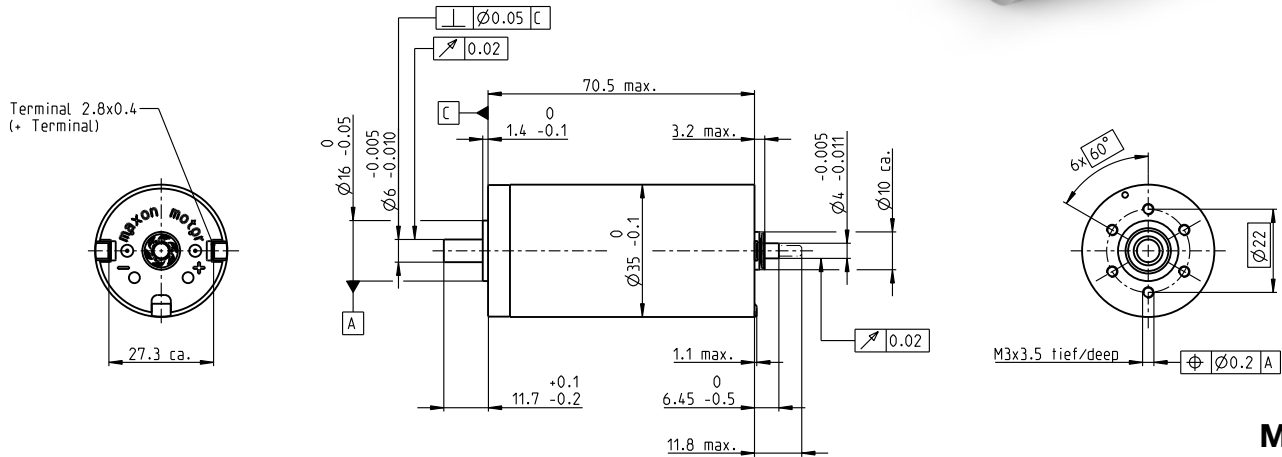 ⟂ Ø0.05 C
↗ 0.02
70.5 max.
Terminal 2.8x0.4
(+ Terminal)
C
0
1.4 -0.1
3.2 max.
0
Ø16 -0.05
-0.005
Ø6 -0.010
-0.005
Ø4 -0.011
Ø10 ca.
6x 60°
maxon motor
- +
0
Ø35 -0.1
Ø22
A
27.3 ca.
1.1 max.
↗ 0.02
M3x3.5 tief/deep
⌖ Ø0.2 A
+0.1
11.7 -0.2
0
6.45 -0.5
11.8 max.
M